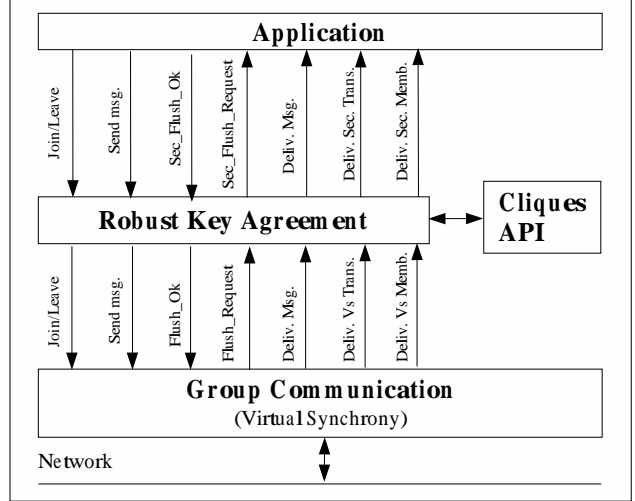 Application
Join/Leave
Send msg.
Sec_Flush_Ok
Sec_Flush_Request
Deliv. Msg.
Deliv. Sec. Trans.
Deliv. Sec. Memb.
Robust Key Agreement
Cliques
API
Join/Leave
Send msg.
Flush_Ok
Flush_Request
Deliv. Msg.
Deliv. Vs Trans.
Deliv. Vs Memb.
Group Communication
(Virtual Synchrony)
Network